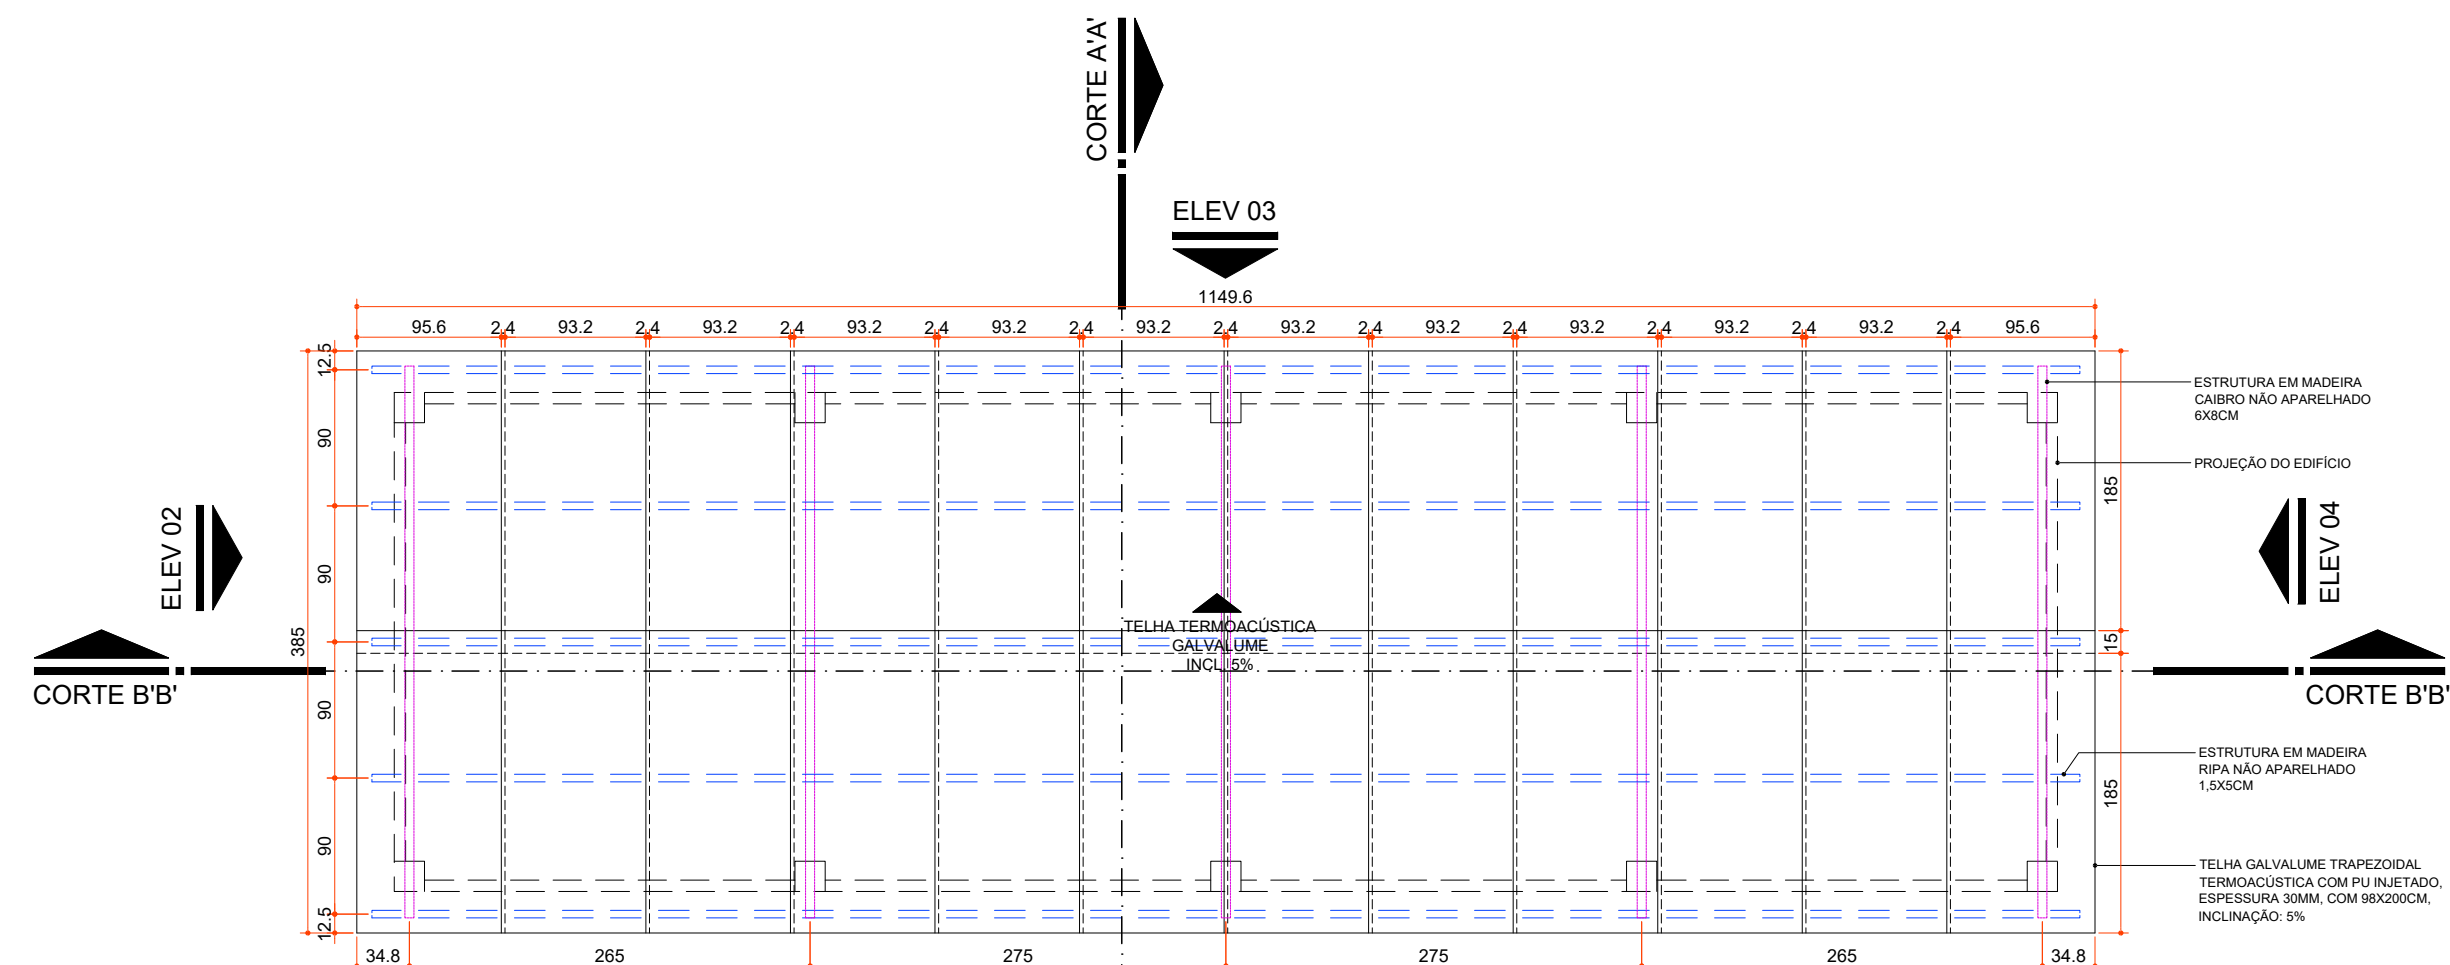 CORTE A'A'
ELEV 03
1149.6
95.6 2.4 93.2 2.4 93.2 2.4 93.2 2.4 93.2 2.4 93.2 2.4 93.2 2.4 93.2 2.4 93.2 2.4 93.2 2.4 93.2 2.4 95.6
12.5
90
90
90
90
12.5
385
ELEV 02
CORTE B'B'
TELHA TERMOACÚSTICA
GALVALUME
INCL. 5%
185
15
185
ESTRUTURA EM MADEIRA
CAIBRO NÃO APARELHADO
6X8CM
PROJEÇÃO DO EDIFÍCIO
ELEV 04
CORTE B'B'
ESTRUTURA EM MADEIRA
RIPA NÃO APARELHADO
1,5X5CM
TELHA GALVALUME TRAPEZOIDAL
TERMOACÚSTICA COM PU INJETADO,
ESPESSURA 30MM, COM 98X200CM,
INCLINAÇÃO: 5%
34.8 265 275 275 265 34.8